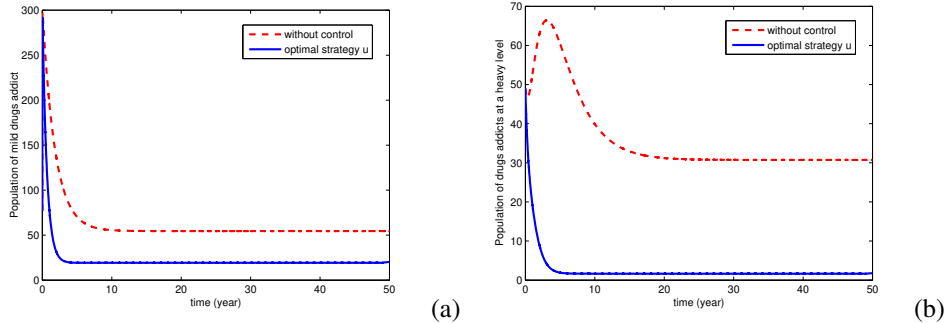 300
250
200
150
100
50
0
Population of mild drugs addict
0 10 20 30 40 50
time (year)
without control
optimal strategy u
(a)
70
60
50
40
30
20
10
0
Population of drugs addicts at a heavy level
0 10 20 30 40 50
time (year)
without control
optimal strategy u
(b)